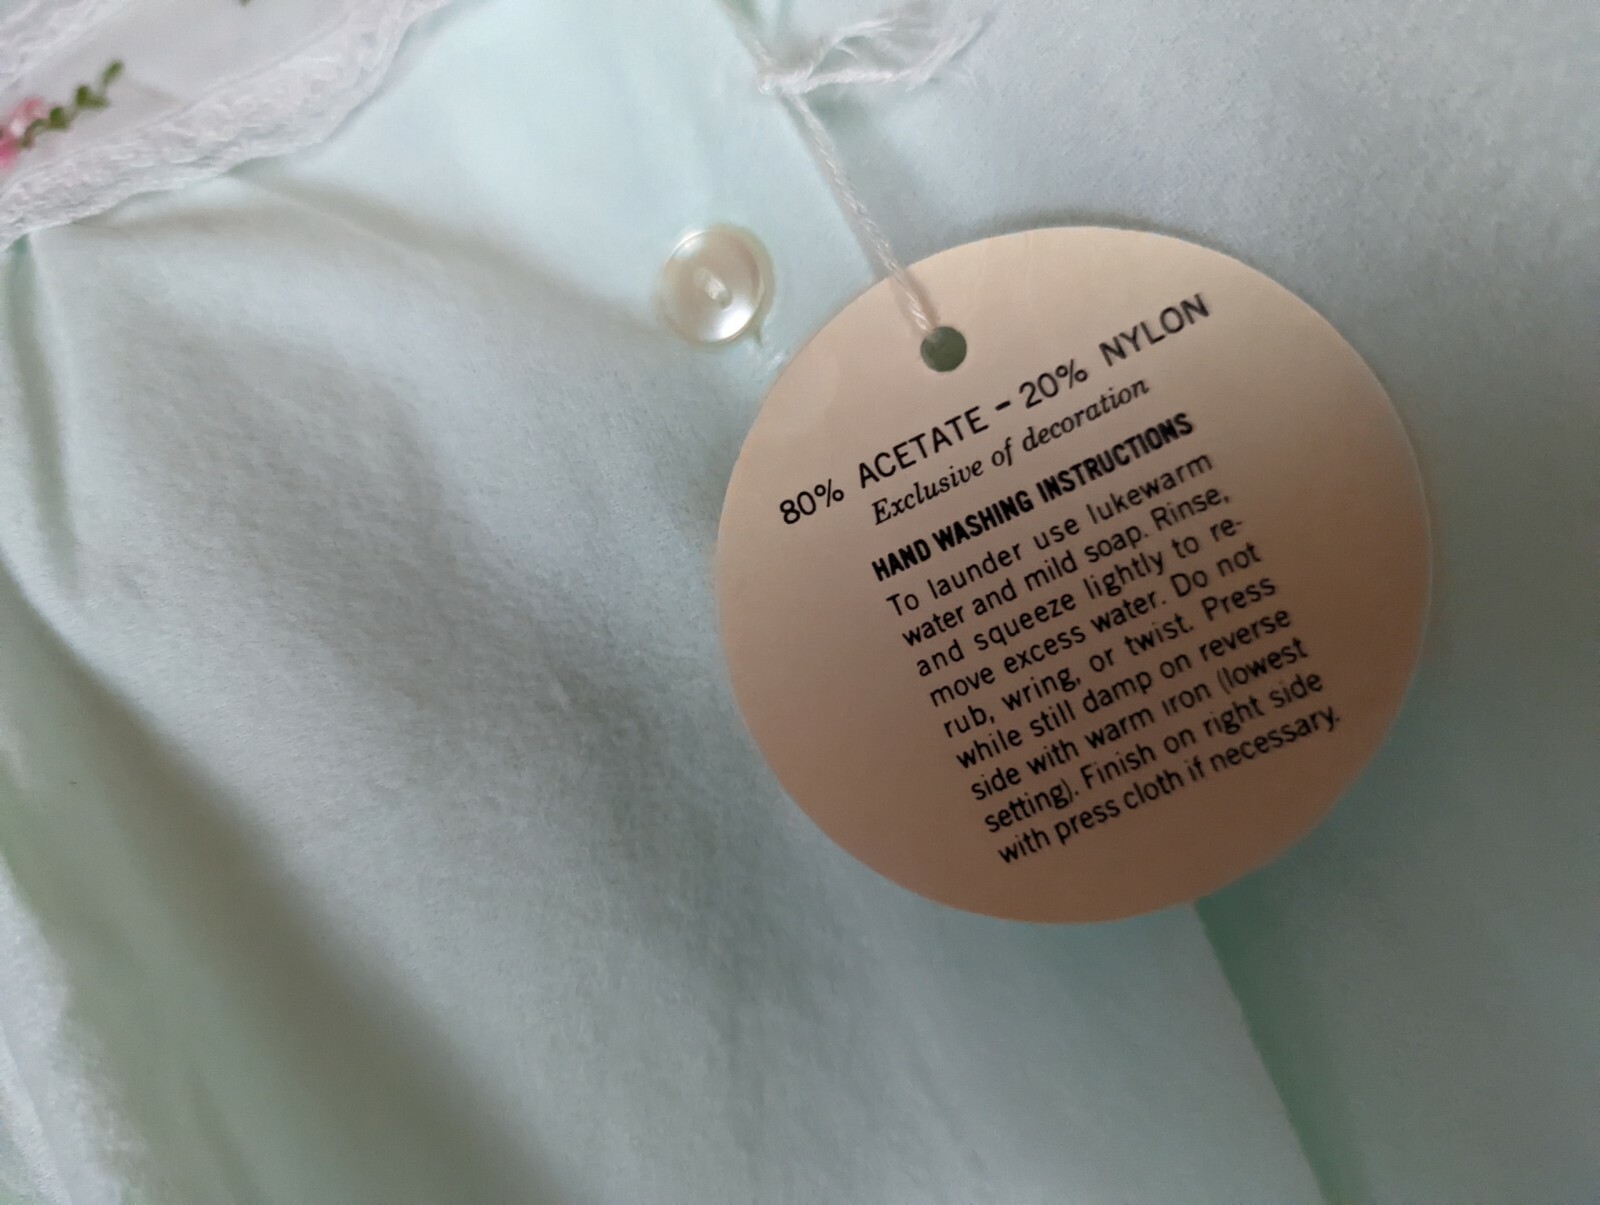 80% ACETATE - 20% NYLON
Exclusive of decoration
HAND WASHING INSTRUCTIONS
To launder use lukewarm
water and mild soap. Rinse,
and squeeze lightly to re-
move excess water. Do not
rub, wring, or twist. Press
while still damp on reverse
side with warm iron (lowest
setting). Finish on right side
with press cloth if necessary.